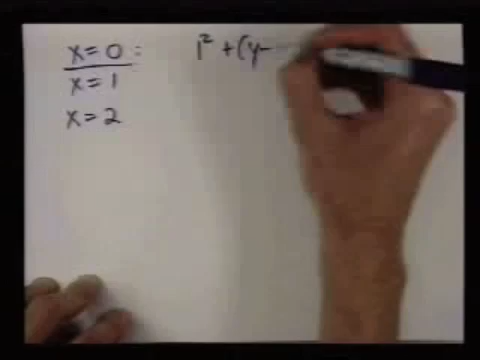 x=0: 1² + (y-
x=1
x=2